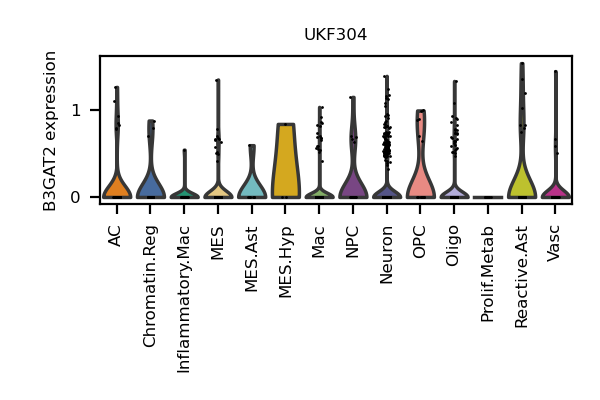 UKF304
B3GAT2 expression
1
0
AC
Chromatin.Reg
Inflammatory.Mac
MES
MES.Ast
MES.Hyp
Mac
NPC
Neuron
OPC
Oligo
Prolif.Metab
Reactive.Ast
Vasc